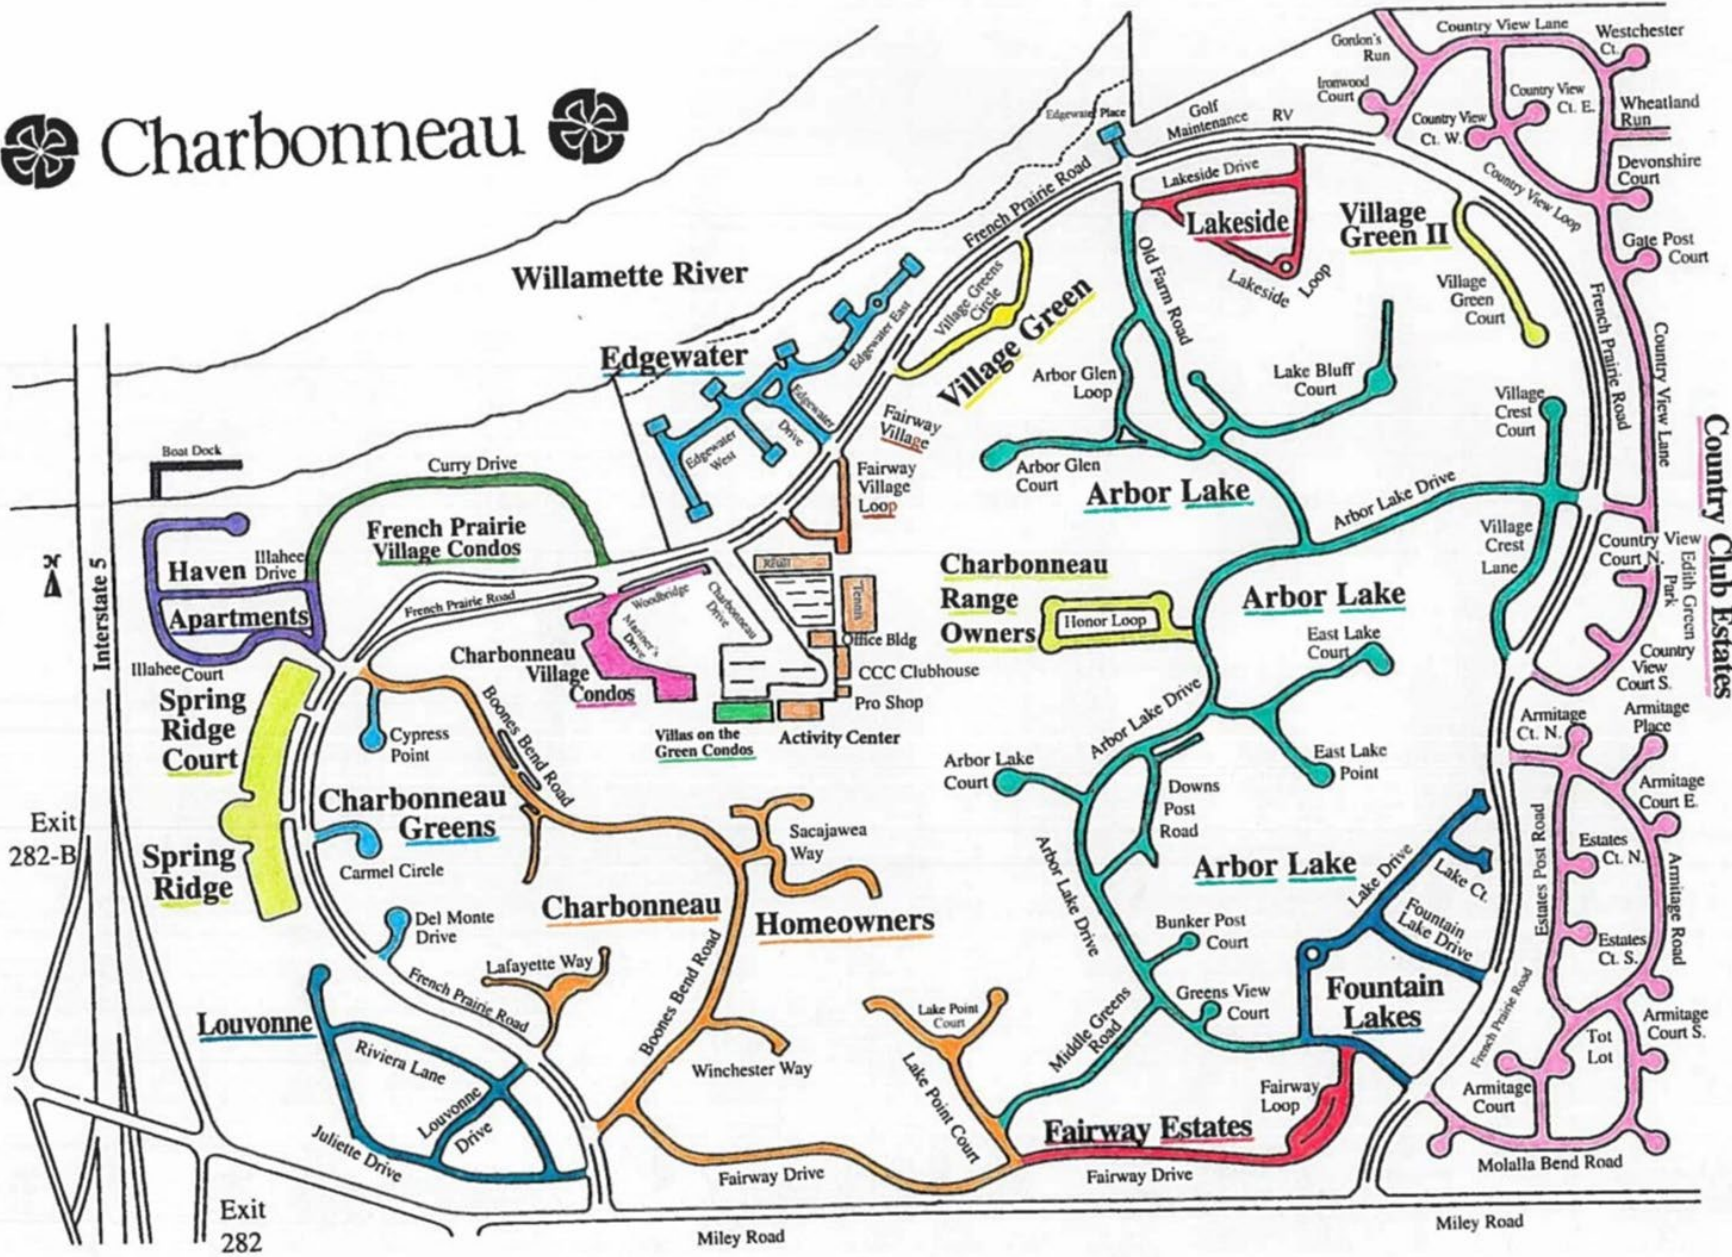 Charbonneau
Country View Lane
Westchester
Ct.
Gordon's
Run
Ironwood
Court
Country View
Ct. E.
Country View
Ct. W.
Wheatland
Run
Devonshire
Court
Country View Loop
Gate Post
Court
Edgewater Place
Golf
Maintenance
RV
French Prairie Road
Lakeside Drive
Lakeside
Lakeside
Loop
Village
Green II
Village
Green
Court
Old Farm Road
Willamette River
Village Greens
Circle
Village Green
Edgewater
Edgewater East
Edgewater
Drive
Edgewater
West
Fairway
Village
Fairway
Village
Loop
Arbor Glen
Loop
Lake Bluff
Court
French Prairie Road
Country View Lane
Village
Crest
Court
Country Club Estates
Arbor Glen
Court
Arbor Lake
Arbor Lake Drive
Village
Crest
Lane
Country View
Court N.
Edith Green
Park
Country
View
Court S.
Boat Dock
Curry Drive
French Prairie
Village Condos
Illahee
Drive
Haven
Apartments
Illahee Court
Interstate 5
French Prairie Road
Woodbridge
Mariner's
Drive
Charbonneau
Drive
Tennis
Office Bldg
CCC Clubhouse
Pro Shop
Charbonneau
Village
Condos
Villas on the
Green Condos
Activity Center
Charbonneau
Range
Owners
Honor Loop
Arbor Lake
East Lake
Court
Spring
Ridge
Court
Cypress
Point
Boones Bend Road
Arbor Lake Drive
Arbor Lake
Court
East Lake
Point
Downs
Post
Road
Armitage
Ct. N.
Armitage
Place
Armitage
Court E.
Exit
282-B
Charbonneau
Greens
Carmel Circle
Spring
Ridge
Sacajawea
Way
Arbor Lake Drive
Arbor Lake
Lake Drive
Lake Ct.
Fountain
Lake Drive
Estates Post Road
Estates
Ct. N.
Armitage Road
Charbonneau
Homeowners
Del Monte
Drive
Lafayette Way
French Prairie Road
Boones Bend Road
Bunker Post
Court
Estates
Ct. S.
Louvonne
Riviera Lane
Louvonne
Drive
Juliette Drive
Winchester Way
Lake Point
Court
Lake Point Court
Middle Greens
Road
Greens View
Court
Fountain
Lakes
French Prairie Road
Tot
Lot
Armitage
Court S.
Armitage
Court
Fairway
Loop
Fairway Estates
Fairway Drive
Fairway Drive
Molalla Bend Road
Exit
282
Miley Road
Miley Road